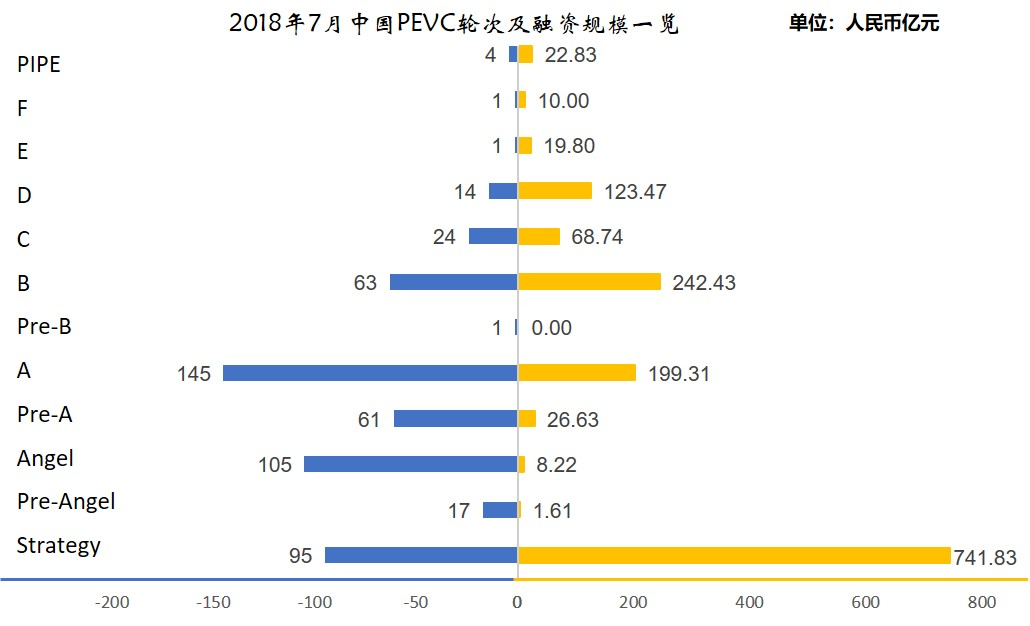 2018年7月中国PEVC轮次及融资规模一览 单位：人民币亿元
PIPE 4 22.83
F 1 10.00
E 1 19.80
D 14 123.47
C 24 68.74
B 63 242.43
Pre-B 1 0.00
A 145 199.31
Pre-A 61 26.63
Angel 105 8.22
Pre-Angel 17 1.61
Strategy 95 741.83
-200 -150 -100 -50 0 200 400 600 800